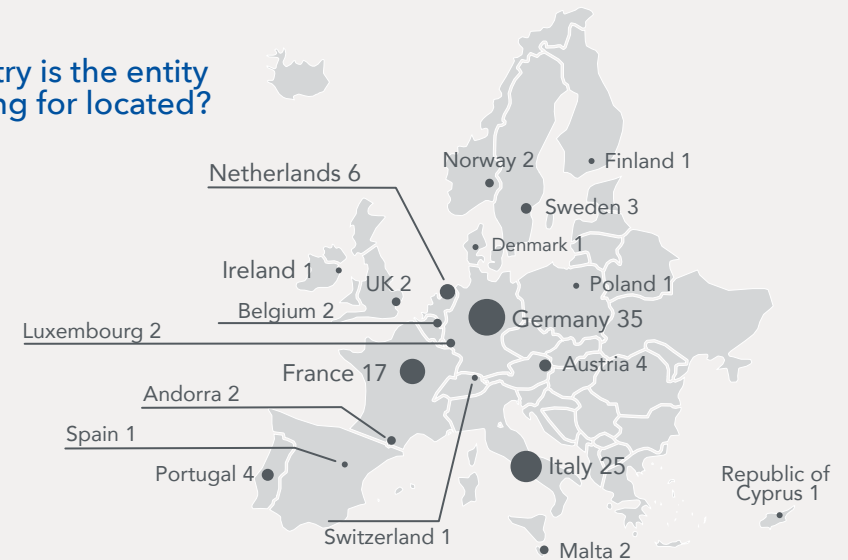 try is the entity
ng for located?
Norway 2
Finland 1
Netherlands 6
Sweden 3
Denmark 1
Ireland 1
UK 2
Poland 1
Belgium 2
Germany 35
Luxembourg 2
France 17
Austria 4
Andorra 2
Spain 1
Portugal 4
Italy 25
Republic of
Cyprus 1
Switzerland 1
Malta 2